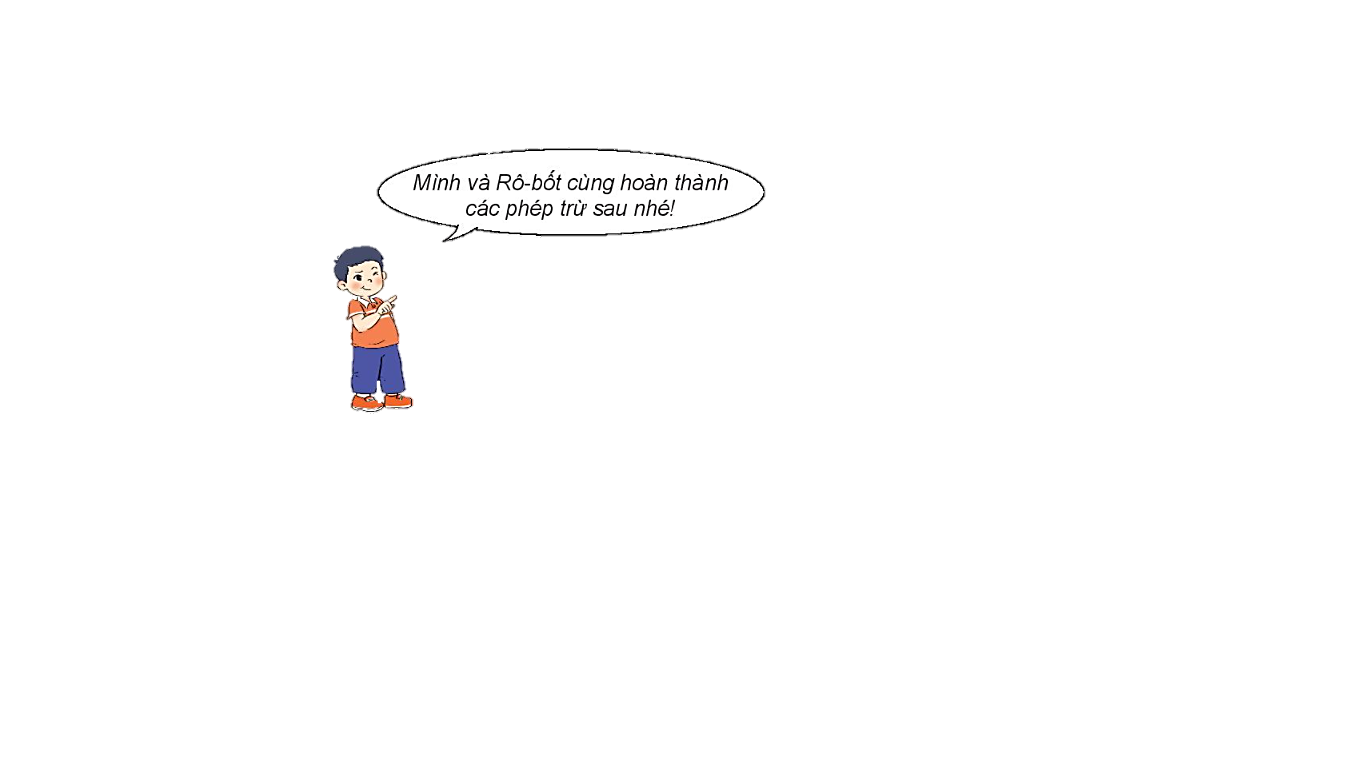 Mình và Rô-bốt cùng hoàn thành
các phép trừ sau nhé!